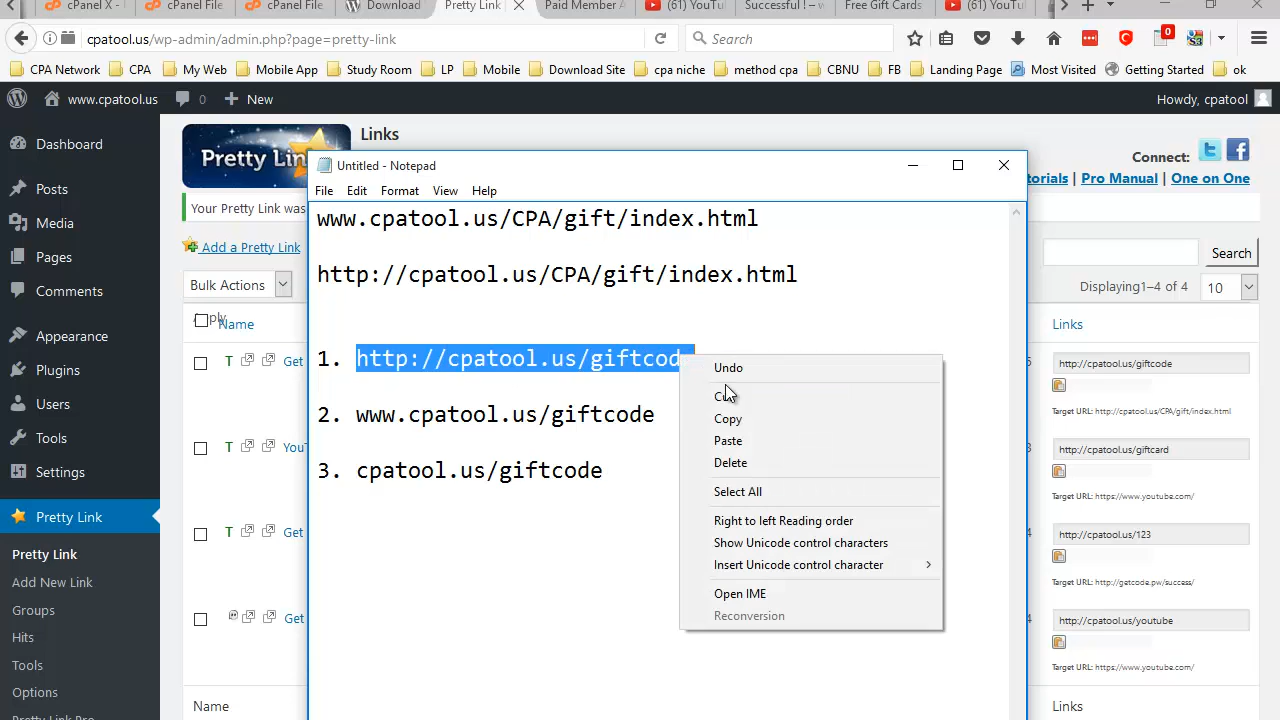 cPanel X -
cPanel File
cPanel File
Download
Pretty Link
Paid Member
(61) YouTu
Successful ! – w
Free Gift Cards
(61) YouTu
cpatool.us/wp-admin/admin.php?page=pretty-link
Search
0
CPA Network
CPA
My Web
Mobile App
Study Room
LP
Mobile
Download Site
cpa niche
method cpa
CBNU
FB
Landing Page
Most Visited
Getting Started
ok
www.cpatool.us
0
New
Howdy, cpatool
Dashboard
Posts
Media
Pages
Comments
Appearance
Plugins
Users
Tools
Settings
Pretty Link
Pretty Link
Add New Link
Groups
Hits
Tools
Options
Pretty Link Pro
Pretty Lin
Links
Connect:
torials | Pro Manual | One on One
Your Pretty Link was
Add a Pretty Link
Search
Bulk Actions
Displaying1–4 of 4
10
Apply
Name
Links
T
Get
http://cpatool.us/giftcode
Target URL: http://cpatool.us/CPA/gift/index.html
T
YouT
http://cpatool.us/giftcard
Target URL: https://www.youtube.com/
T
Get
http://cpatool.us/123
Target URL: http://getcode.pw/success/
Get
http://cpatool.us/youtube
Target URL: https://www.youtube.com/
Name
Links
Untitled - Notepad
File
Edit
Format
View
Help
www.cpatool.us/CPA/gift/index.html
http://cpatool.us/CPA/gift/index.html
1. http://cpatool.us/giftcod
2. www.cpatool.us/giftcode
3. cpatool.us/giftcode
Undo
Cut
Copy
Paste
Delete
Select All
Right to left Reading order
Show Unicode control characters
Insert Unicode control character
Open IME
Reconversion